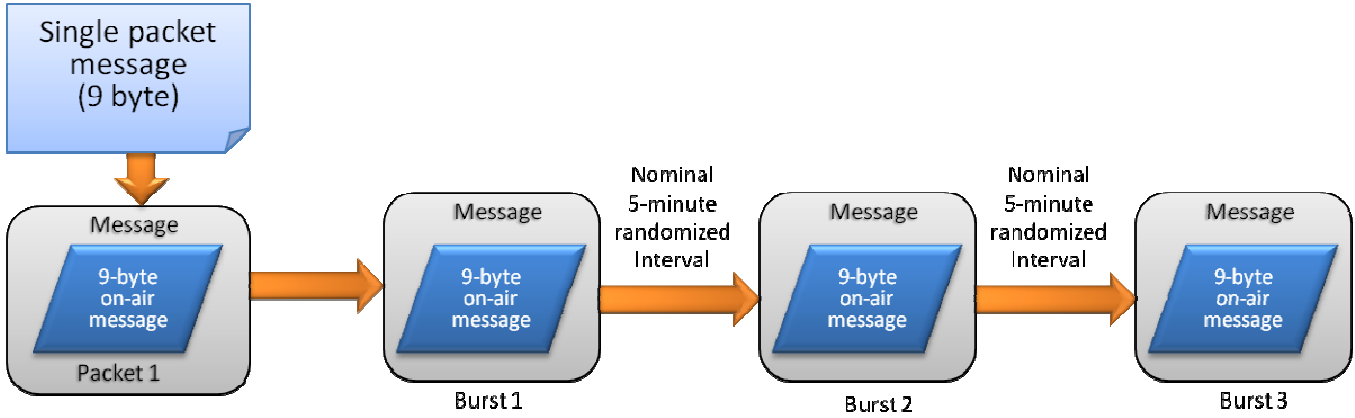 Single packet
message
(9 byte)
Message
9-byte
on-air
message
Packet 1
Message
9-byte
on-air
message
Burst 1
Nominal
5-minute
randomized
Interval
Message
9-byte
on-air
message
Burst 2
Nominal
5-minute
randomized
Interval
Message
9-byte
on-air
message
Burst 3